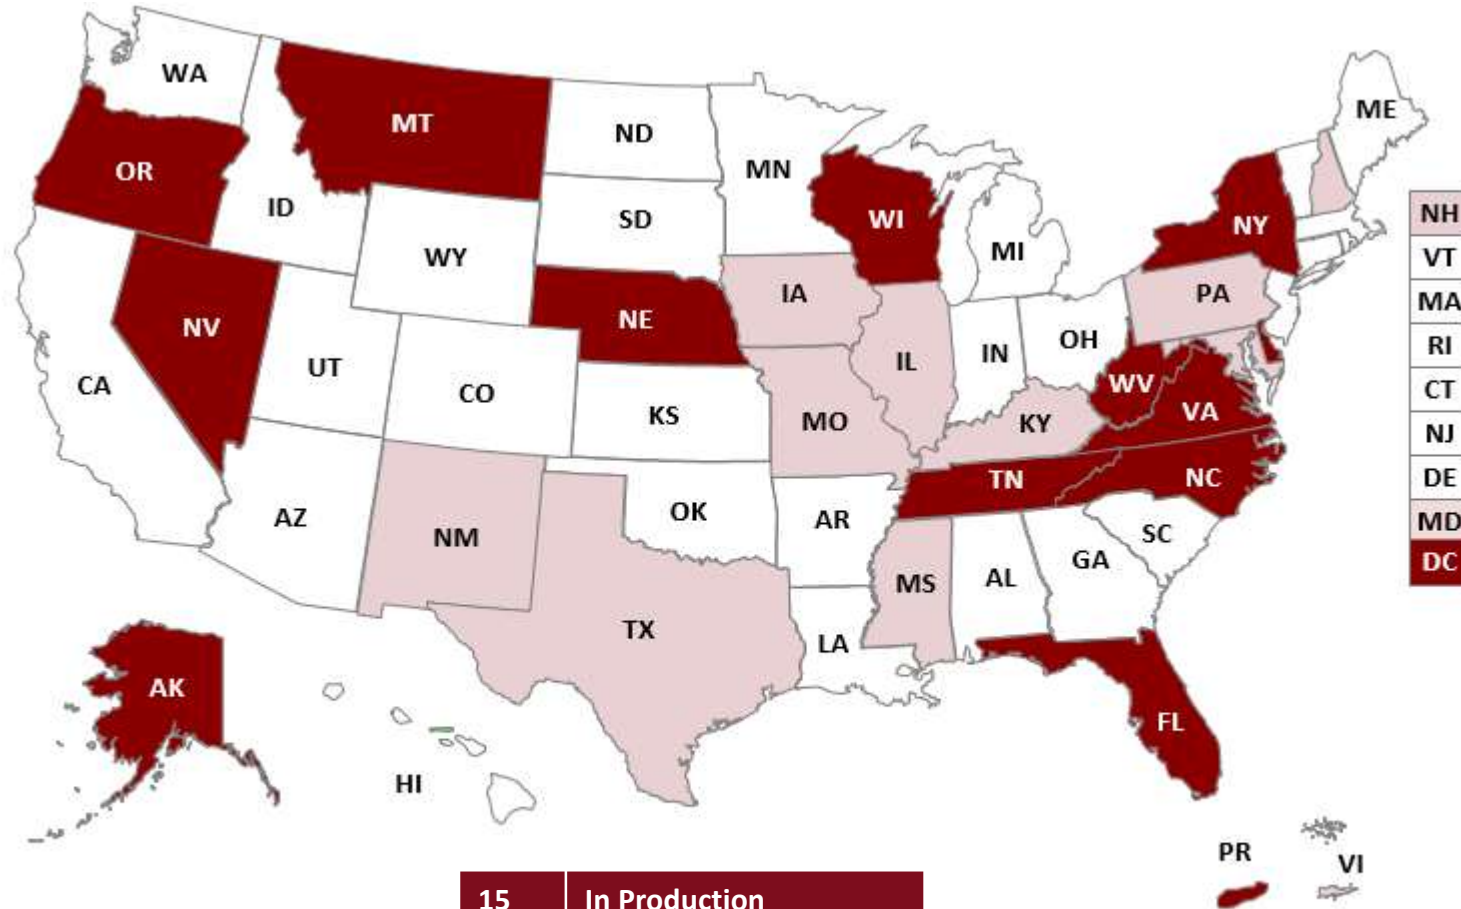 WA
ME
MT
ND
MN
OR
ID
SD
WI
NY
NH
WY
MI
VT
IA
PA
MA
NV
NE
IN
OH
RI
UT
IL
CA
CO
WV
CT
KS
MO
KY
VA
NJ
TN
NC
DE
AZ
NM
OK
AR
SC
MD
MS
AL
GA
DC
TX
LA
AK
FL
HI
PR
VI
15 In Production